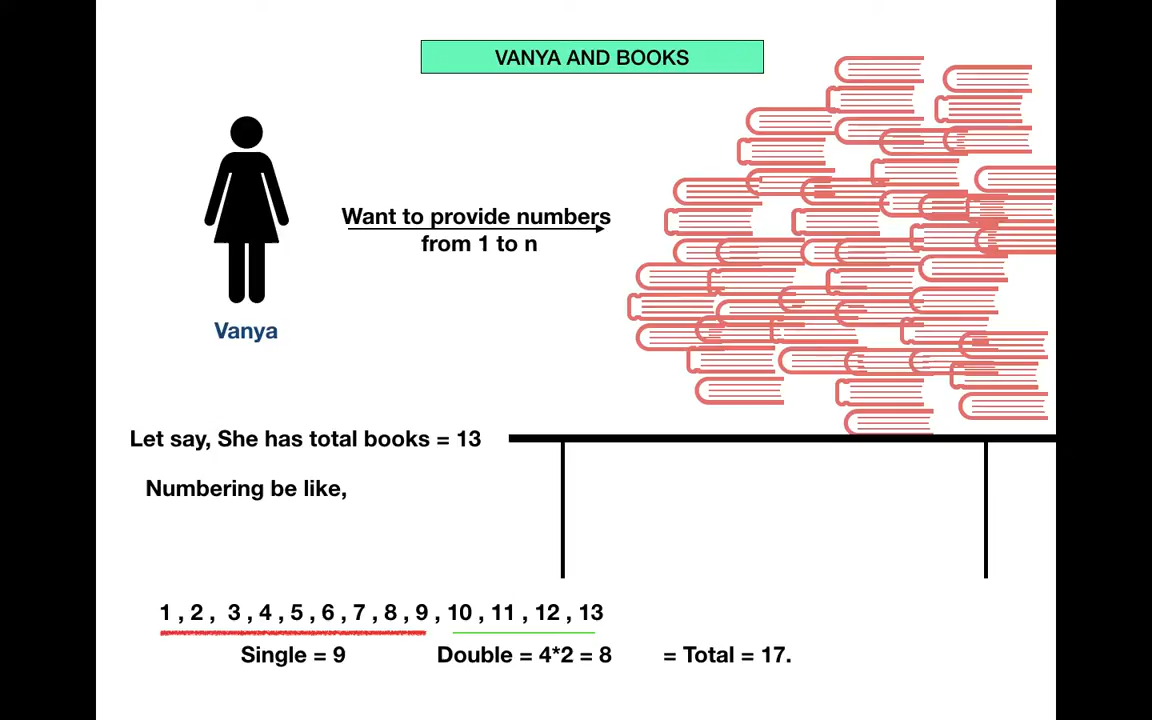 VANYA AND BOOKS
Want to provide numbers
from 1 to n
Vanya
Let say, She has total books = 13
Numbering be like,
1 , 2 , 3 , 4 , 5 , 6 , 7 , 8 , 9 , 10 , 11 , 12 , 13
Single = 9 Double = 4*2 = 8 = Total = 17.